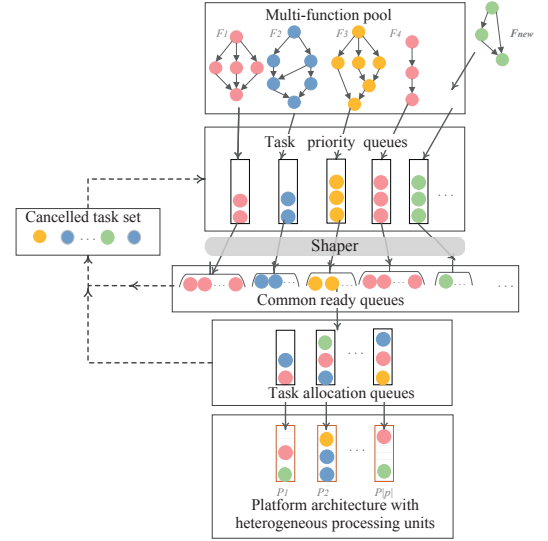 Multi-function pool
F1 F2 F3 F4 Fnew
Task priority queues
...
Cancelled task set
...
Shaper
... ... ... ... ... ...
Common ready queues
...
Task allocation queues
...
P1 P2 P|p|
Platform architecture with
heterogeneous processing units